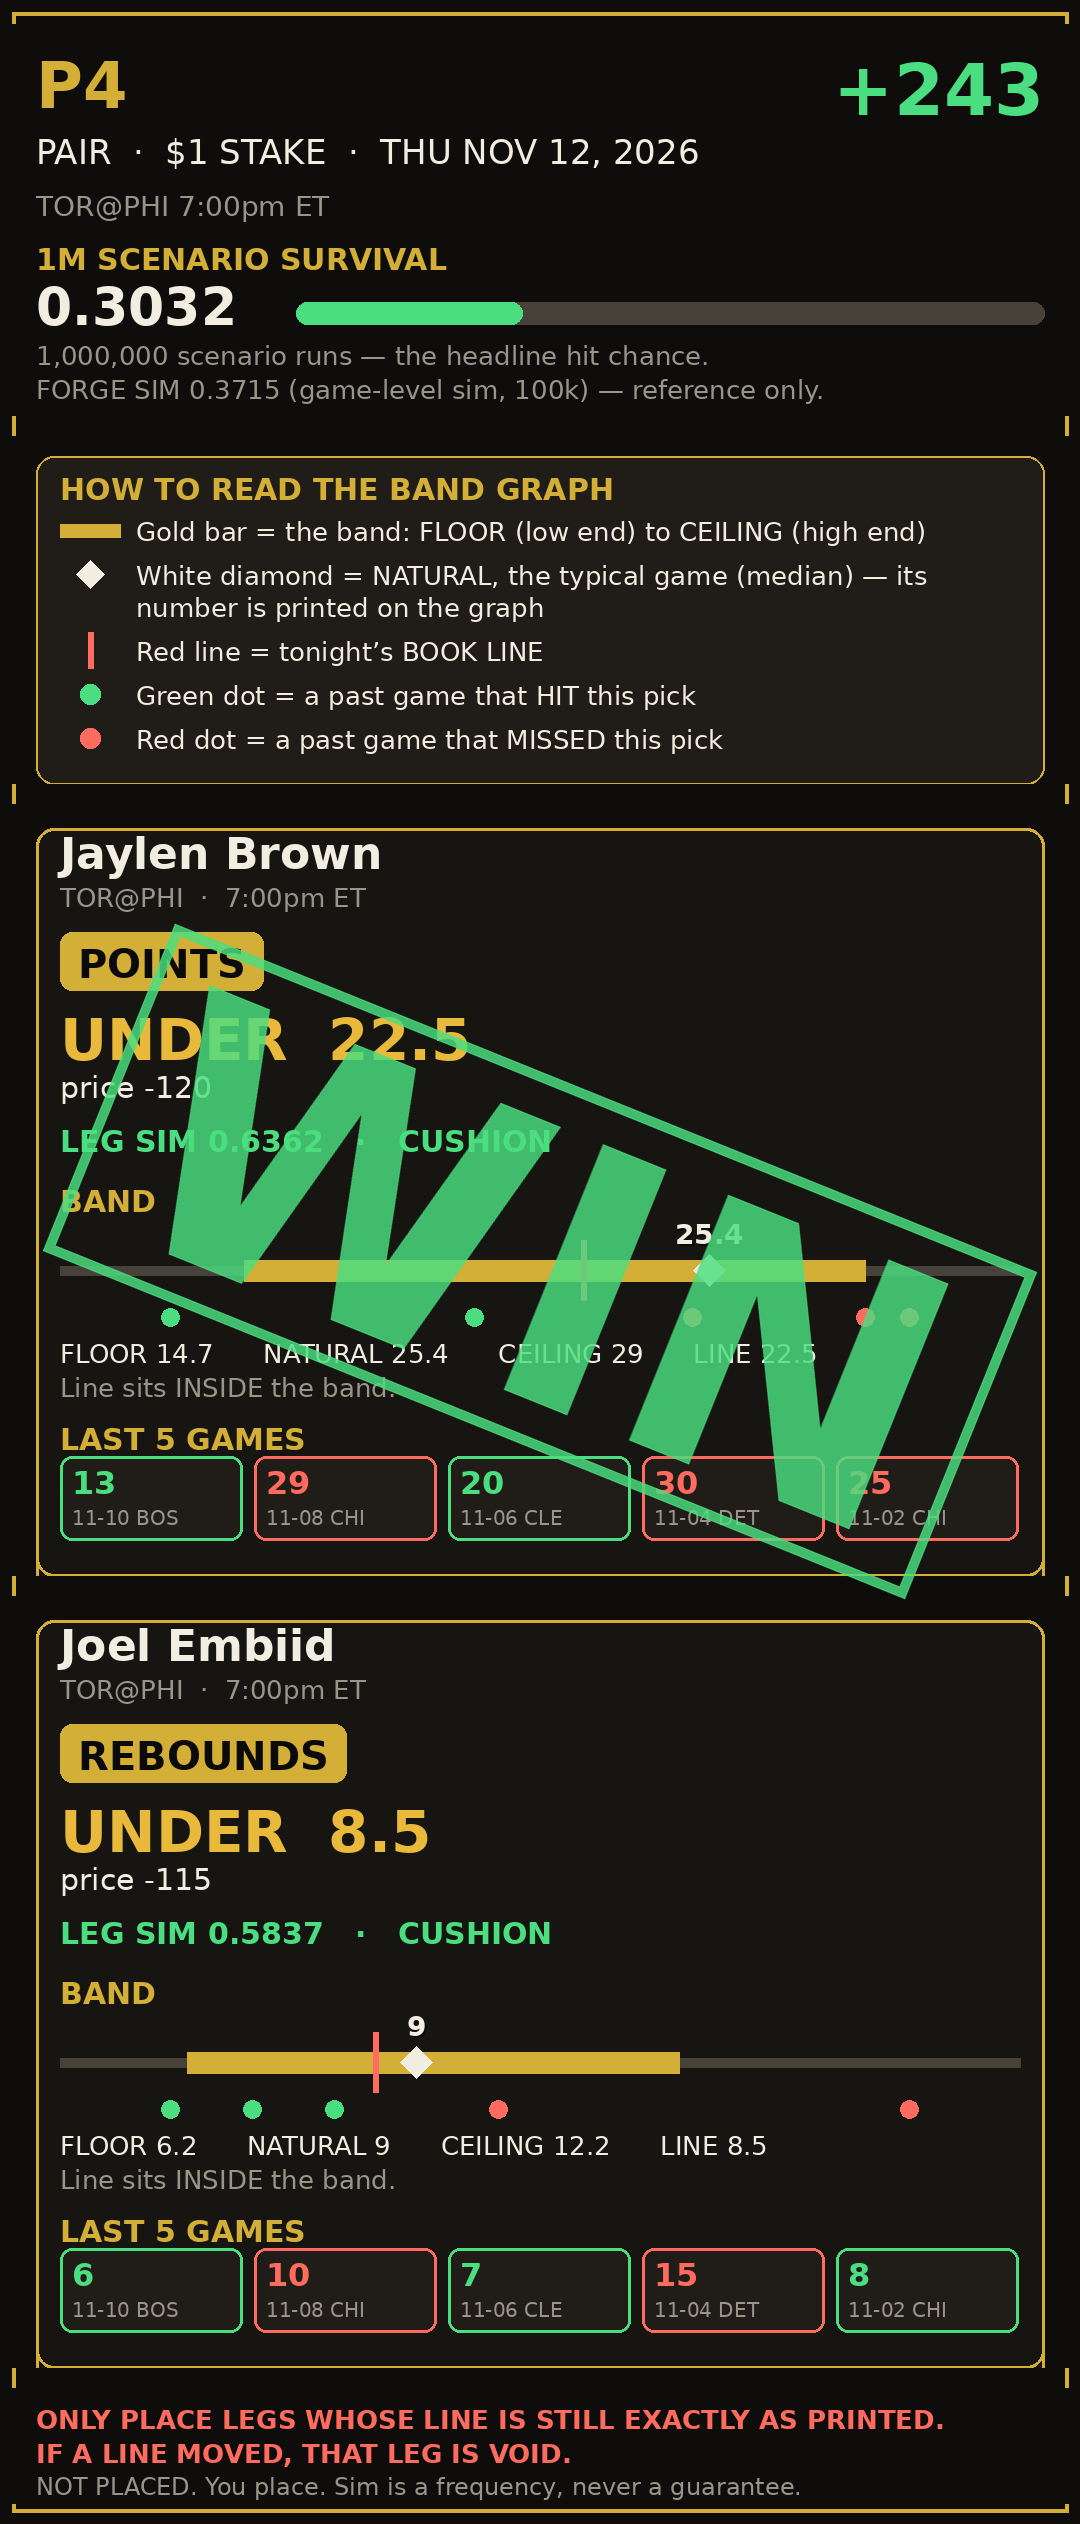 P4
+243
PAIR · $1 STAKE · THU NOV 12, 2026
TOR@PHI 7:00pm ET
1M SCENARIO SURVIVAL
0.3032
1,000,000 scenario runs — the headline hit chance.
FORGE SIM 0.3715 (game-level sim, 100k) — reference only.
HOW TO READ THE BAND GRAPH
Gold bar = the band: FLOOR (low end) to CEILING (high end)
White diamond = NATURAL, the typical game (median) — its
number is printed on the graph
Red line = tonight’s BOOK LINE
Green dot = a past game that HIT this pick
Red dot = a past game that MISSED this pick
Jaylen Brown
TOR@PHI · 7:00pm ET
POINTS
UNDER 22.5
price -120
LEG SIM 0.6362 · CUSHION
BAND
25.4
FLOOR 14.7 NATURAL 25.4 CEILING 29 LINE 22.5
Line sits INSIDE the band.
LAST 5 GAMES
13 29 20 30 25
11-10 BOS 11-08 CHI 11-06 CLE 11-04 DET 11-02 CHI
WIN
Joel Embiid
TOR@PHI · 7:00pm ET
REBOUNDS
UNDER 8.5
price -115
LEG SIM 0.5837 · CUSHION
BAND
9
FLOOR 6.2 NATURAL 9 CEILING 12.2 LINE 8.5
Line sits INSIDE the band.
LAST 5 GAMES
6 10 7 15 8
11-10 BOS 11-08 CHI 11-06 CLE 11-04 DET 11-02 CHI
ONLY PLACE LEGS WHOSE LINE IS STILL EXACTLY AS PRINTED.
IF A LINE MOVED, THAT LEG IS VOID.
NOT PLACED. You place. Sim is a frequency, never a guarantee.